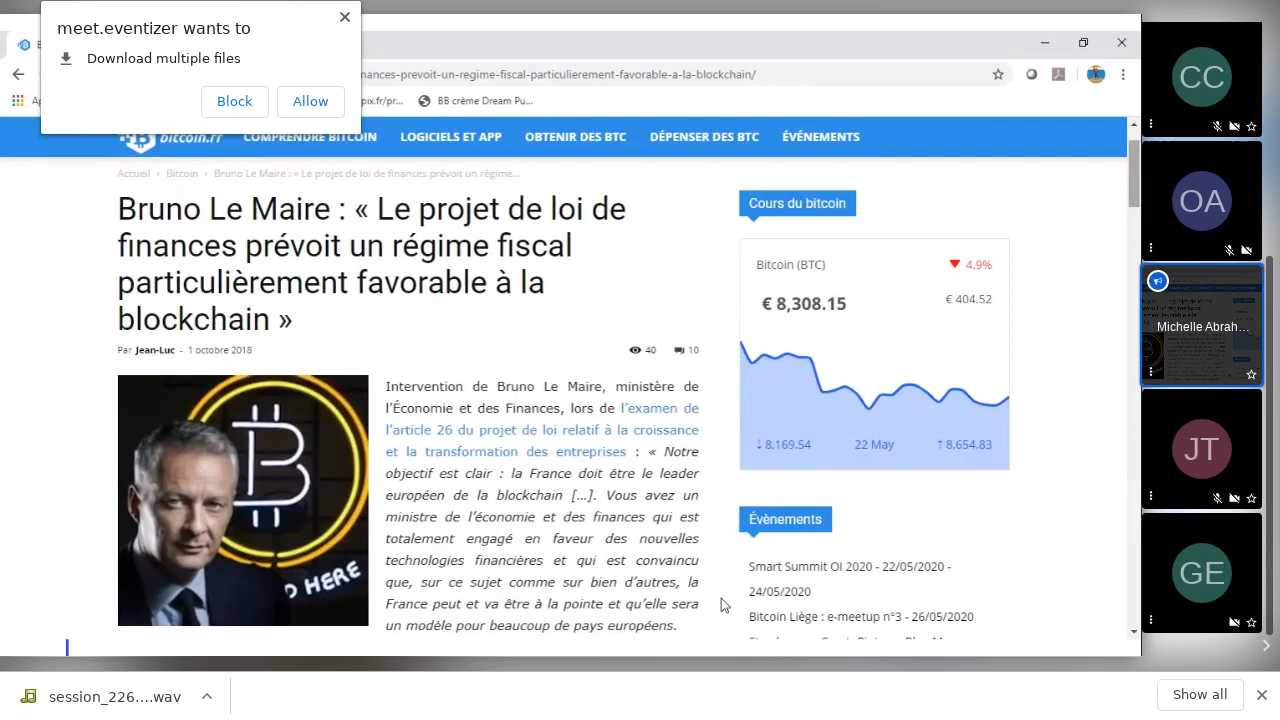 meet.eventizer wants to
Download multiple files
Block
Allow
nances-prevoit-un-regime-fiscal-particulierement-favorable-a-la-blockchain/
pix.fr/pr...
BB crème Dream Pu...
bitcoin.fr
COMPRENDRE BITCOIN
LOGICIELS ET APP
OBTENIR DES BTC
DÉPENSER DES BTC
ÉVÉNEMENTS
Accueil › Bitcoin › Bruno Le Maire : « Le projet de loi de finances prévoit un régime...
Bruno Le Maire : « Le projet de loi de
finances prévoit un régime fiscal
particulièrement favorable à la
blockchain »
Par Jean-Luc - 1 octobre 2018
40
10
Intervention de Bruno Le Maire, ministère de
l'Économie et des Finances, lors de l'examen de
l'article 26 du projet de loi relatif à la croissance
et la transformation des entreprises : « Notre
objectif est clair : la France doit être le leader
européen de la blockchain […]. Vous avez un
ministre de l'économie et des finances qui est
totalement engagé en faveur des nouvelles
technologies financières et qui est convaincu
que, sur ce sujet comme sur bien d'autres, la
France peut et va être à la pointe et qu'elle sera
un modèle pour beaucoup de pays européens.
HERE
Cours du bitcoin
Bitcoin (BTC)
▼ 4.9%
€ 8,308.15
€ 404.52
↓ 8,169.54
22 May
↑ 8,654.83
Évènements
Smart Summit OI 2020 - 22/05/2020 -
24/05/2020
Bitcoin Liège : e-meetup n°3 - 26/05/2020
CC
OA
Michelle Abrah...
JT
GE
session_226....wav
Show all